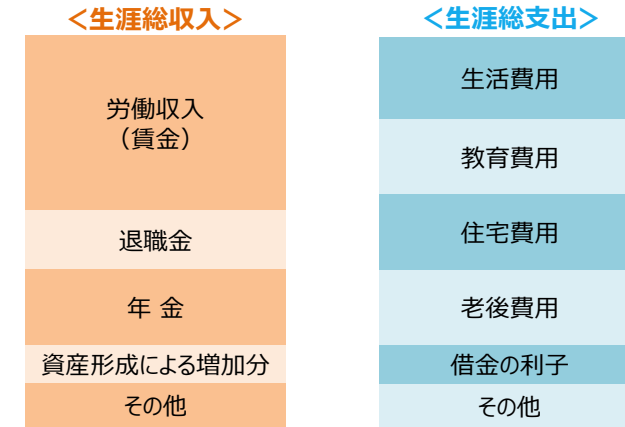 ＜生涯総収入＞
労働収入
（賃金）
退職金
年 金
資産形成による増加分
その他
＜生涯総支出＞
生活費用
教育費用
住宅費用
老後費用
借金の利子
その他